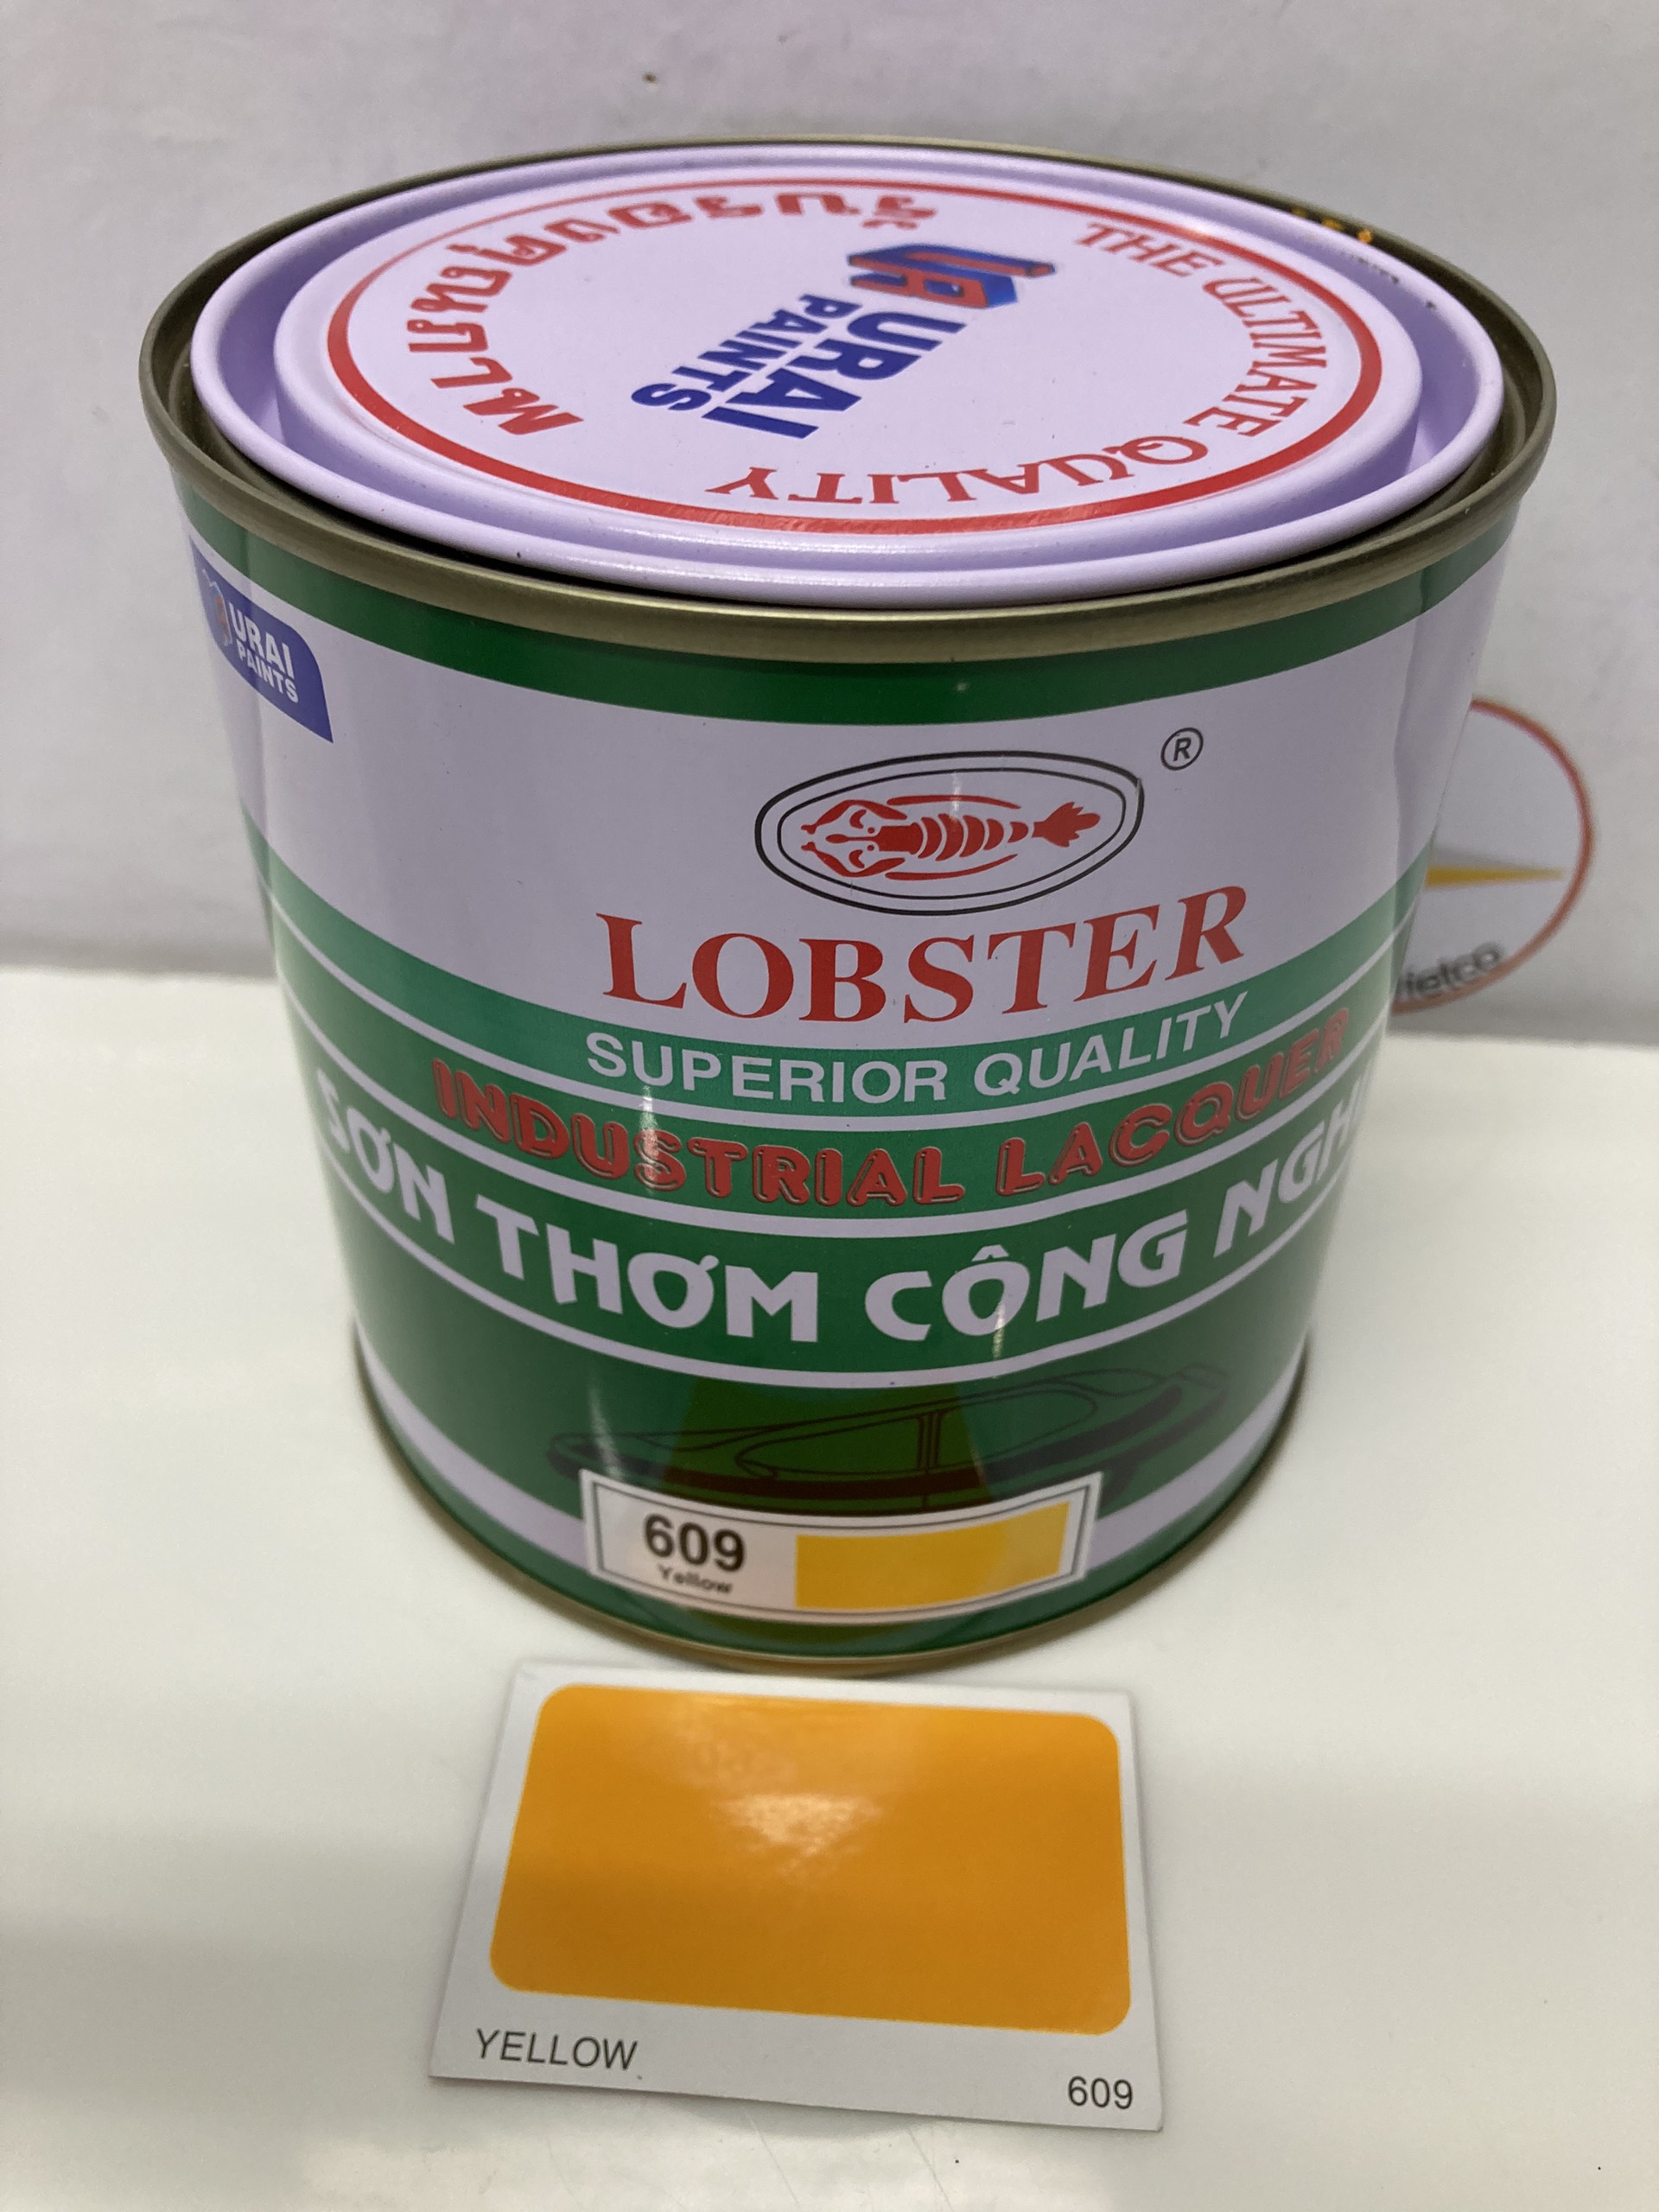 THE ULTIMATE QUALITY
UR
URAI
PAINTS
URAI
PAINTS
®
LOBSTER
SUPERIOR QUALITY
INDUSTRIAL LACQUER
SƠN THƠM CÔNG
609
Yellow
YELLOW
609